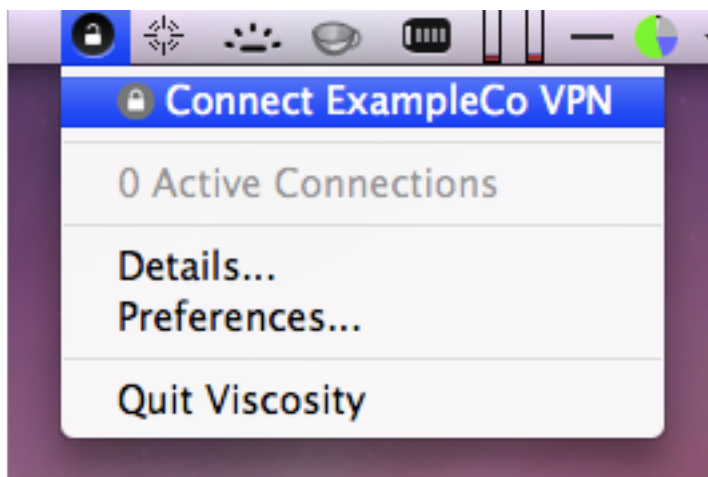 Connect ExampleCo VPN
0 Active Connections
Details...
Preferences...
Quit Viscosity